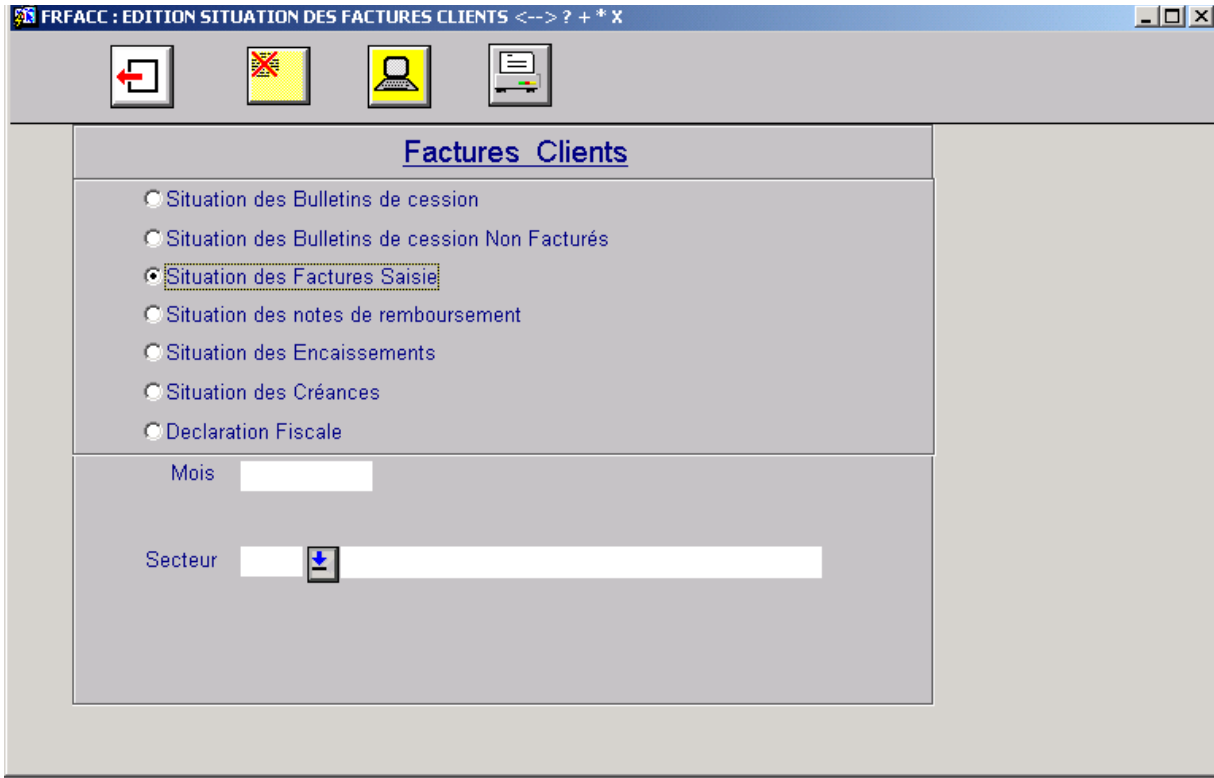 FRFACC : EDITION SITUATION DES FACTURES CLIENTS <--> ? + * X
Factures Clients
Situation des Bulletins de cession
Situation des Bulletins de cession Non Facturés
Situation des Factures Saisie
Situation des notes de remboursement
Situation des Encaissements
Situation des Créances
Declaration Fiscale
Mois
Secteur